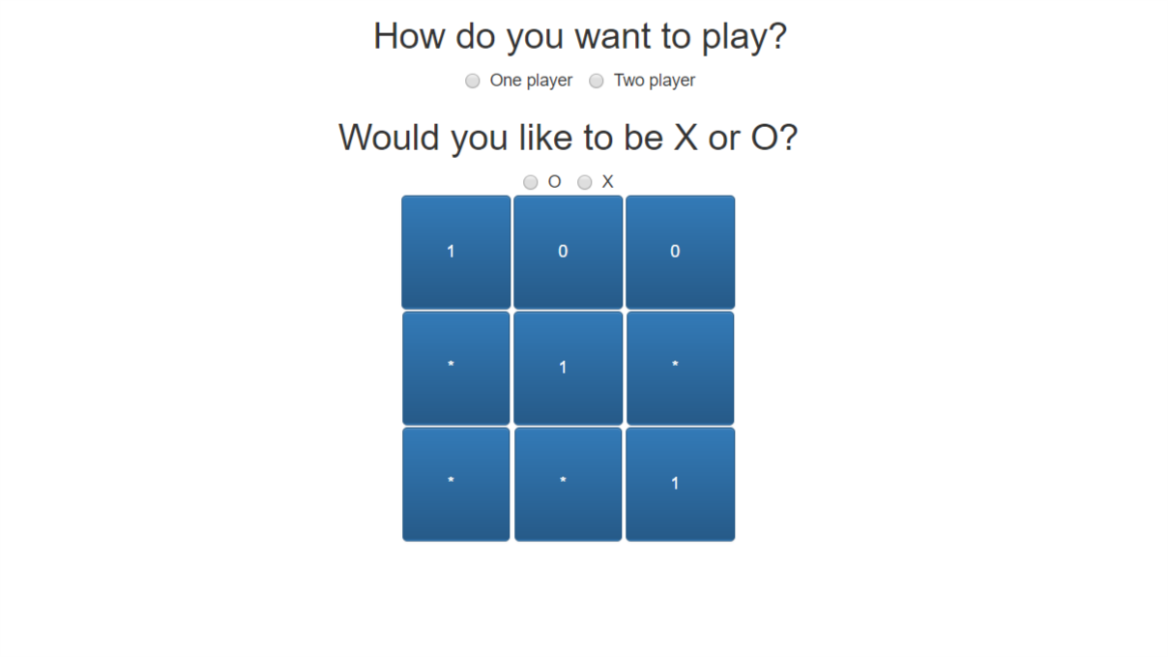 How do you want to play?
One player Two player
Would you like to be X or O?
O X
1 0 0
* 1 *
* * 1